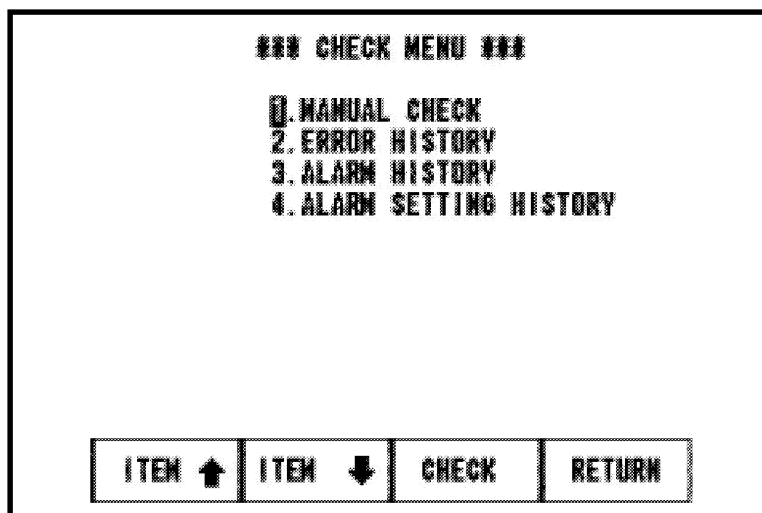 ### CHECK MENU ###
1.MANUAL CHECK
2.ERROR HISTORY
3.ALARM HISTORY
4.ALARM SETTING HISTORY
ITEM ↑ ITEM ↓ CHECK RETURN